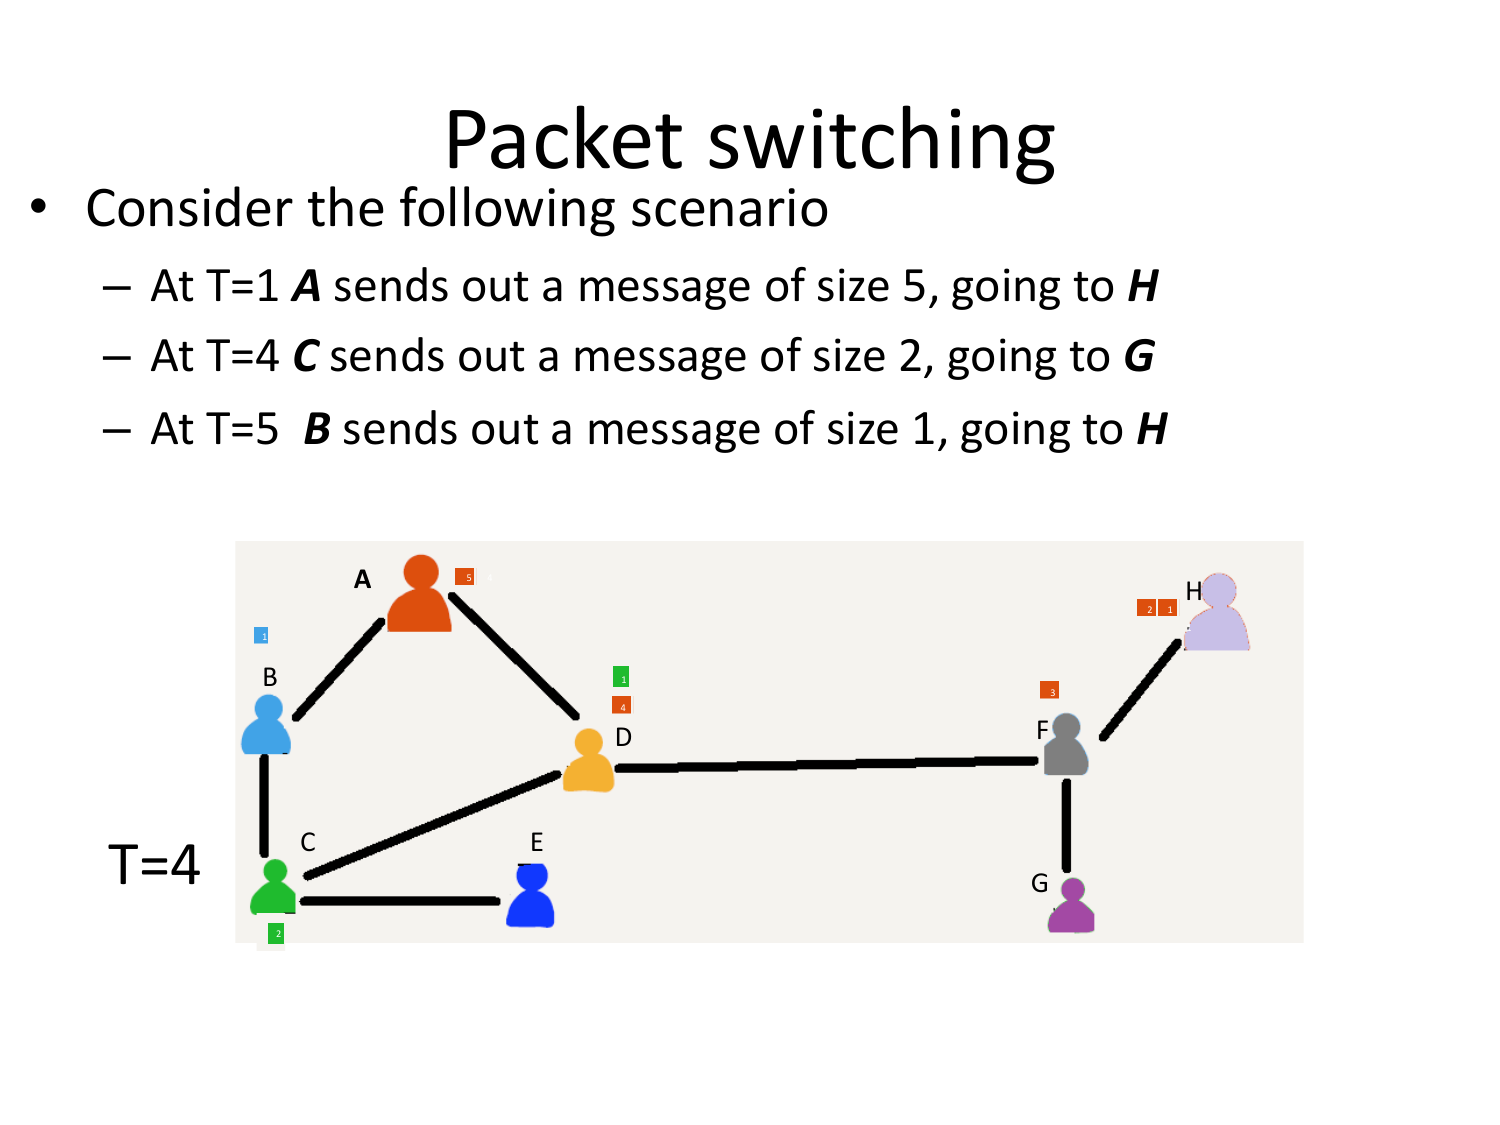 Packet switching
• Consider the following scenario
– At T=1 A sends out a message of size 5, going to H
– At T=4 C sends out a message of size 2, going to G
– At T=5 B sends out a message of size 1, going to H
A
5
H
2 1
1
B
1
4
D
3
F
C
E
T=4
G
2